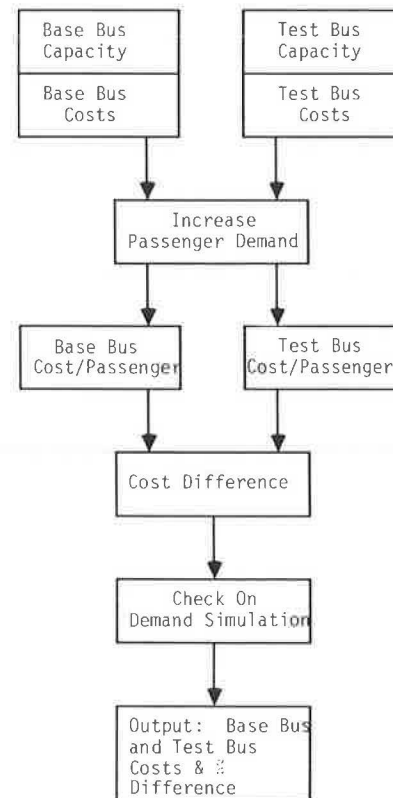 Base Bus
Capacity
Base Bus
Costs
Test Bus
Capacity
Test Bus
Costs
Increase
Passenger Demand
Base Bus
Cost/Passenger
Test Bus
Cost/Passenger
Cost Difference
Check On
Demand Simulation
Output: Base Bus
and Test Bus
Costs & %
Difference